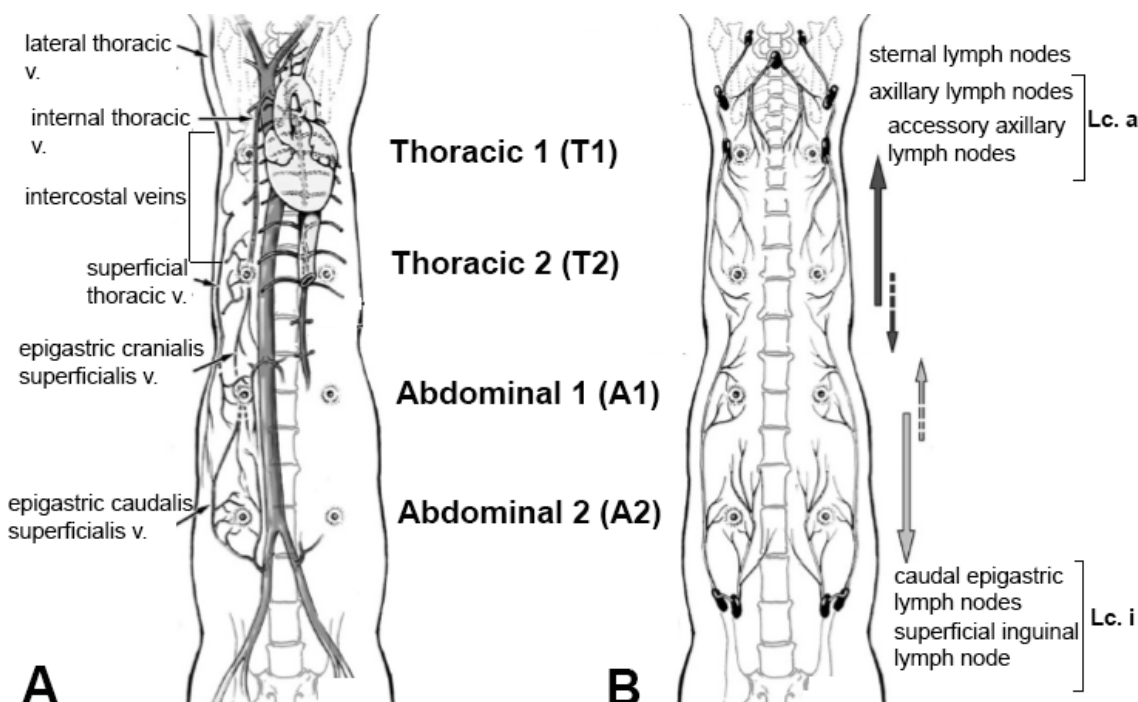 lateral thoracic
v.
internal thoracic
v.
intercostal veins
superficial
thoracic v.
epigastric cranialis
superficialis v.
epigastric caudalis
superficialis v.
A
Thoracic 1 (T1)
Thoracic 2 (T2)
Abdominal 1 (A1)
Abdominal 2 (A2)
B
sternal lymph nodes
axillary lymph nodes
accessory axillary
lymph nodes
Lc. a
caudal epigastric
lymph nodes
superficial inguinal
lymph node
Lc. i